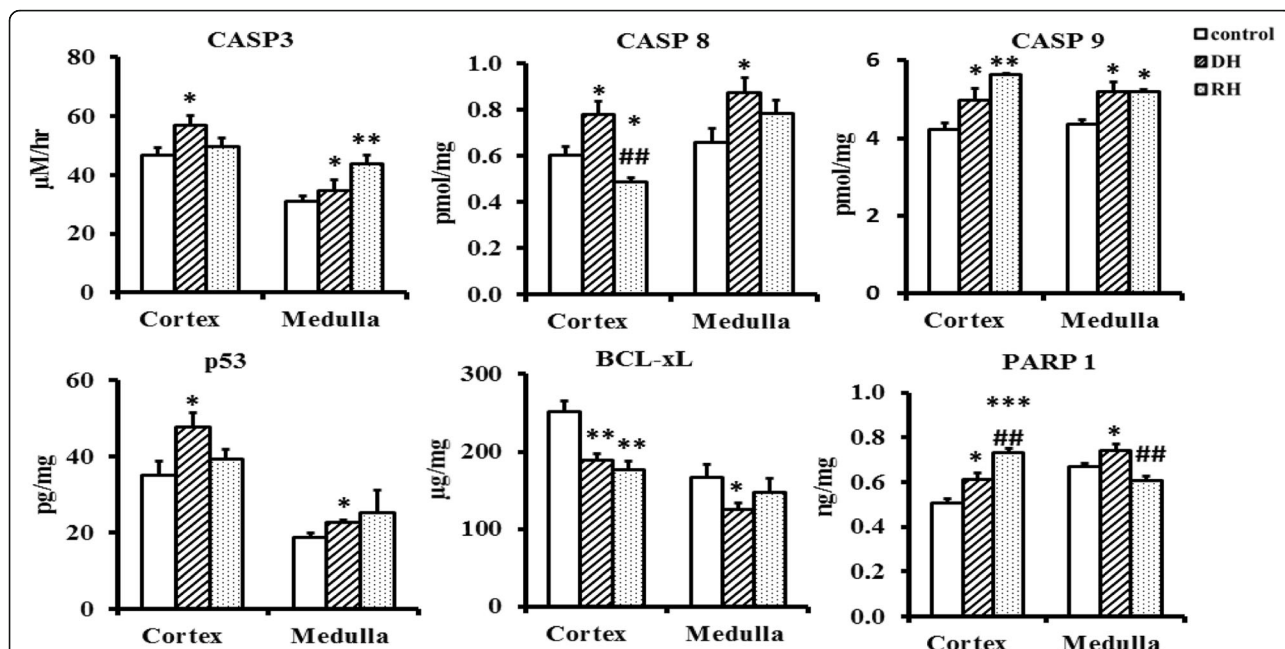 CASP3
80
60
40
20
0
µM/hr
*
*
**
Cortex Medulla
CASP 8
1.0
0.8
0.6
0.4
0.2
0.0
pmol/mg
*
*
##
*
Cortex Medulla
CASP 9
6
4
2
0
pmol/mg
*
**
*
*
Cortex Medulla
control
DH
RH
p53
60
40
20
0
pg/mg
*
*
Cortex Medulla
BCL-xL
300
200
100
0
µg/mg
**
**
*
Cortex Medulla
PARP 1
1.0
0.8
0.6
0.4
0.2
0.0
ng/mg
*
***
##
*
##
Cortex Medulla